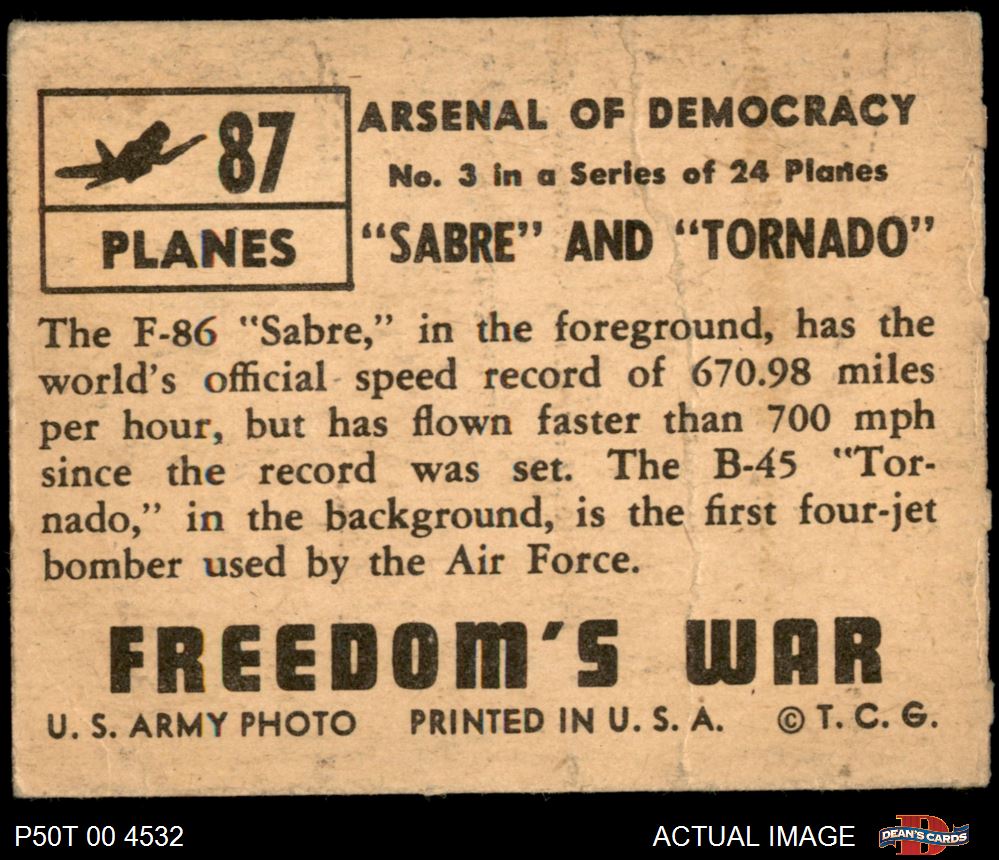 87
PLANES
ARSENAL OF DEMOCRACY
No. 3 in a Series of 24 Planes
“SABRE” AND “TORNADO”
The F-86 “Sabre,” in the foreground, has the
world’s official speed record of 670.98 miles
per hour, but has flown faster than 700 mph
since the record was set. The B-45 “Tor-
nado,” in the background, is the first four-jet
bomber used by the Air Force.
FREEDOM’S WAR
U. S. ARMY PHOTO PRINTED IN U. S. A. © T. C. G.
P50T 00 4532 ACTUAL IMAGE DEAN'S CARDS